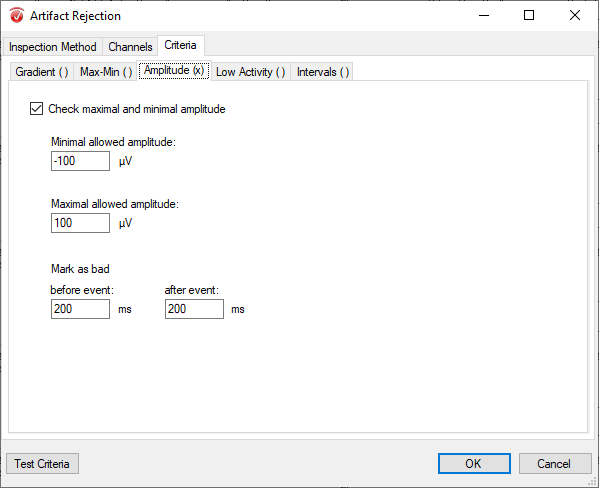 Artifact Rejection
Inspection Method Channels Criteria
Gradient ( ) Max-Min ( ) Amplitude (x) Low Activity ( ) Intervals ( )
Check maximal and minimal amplitude
Minimal allowed amplitude:
-100 µV
Maximal allowed amplitude:
100 µV
Mark as bad
before event: after event:
200 ms 200 ms
Test Criteria OK Cancel